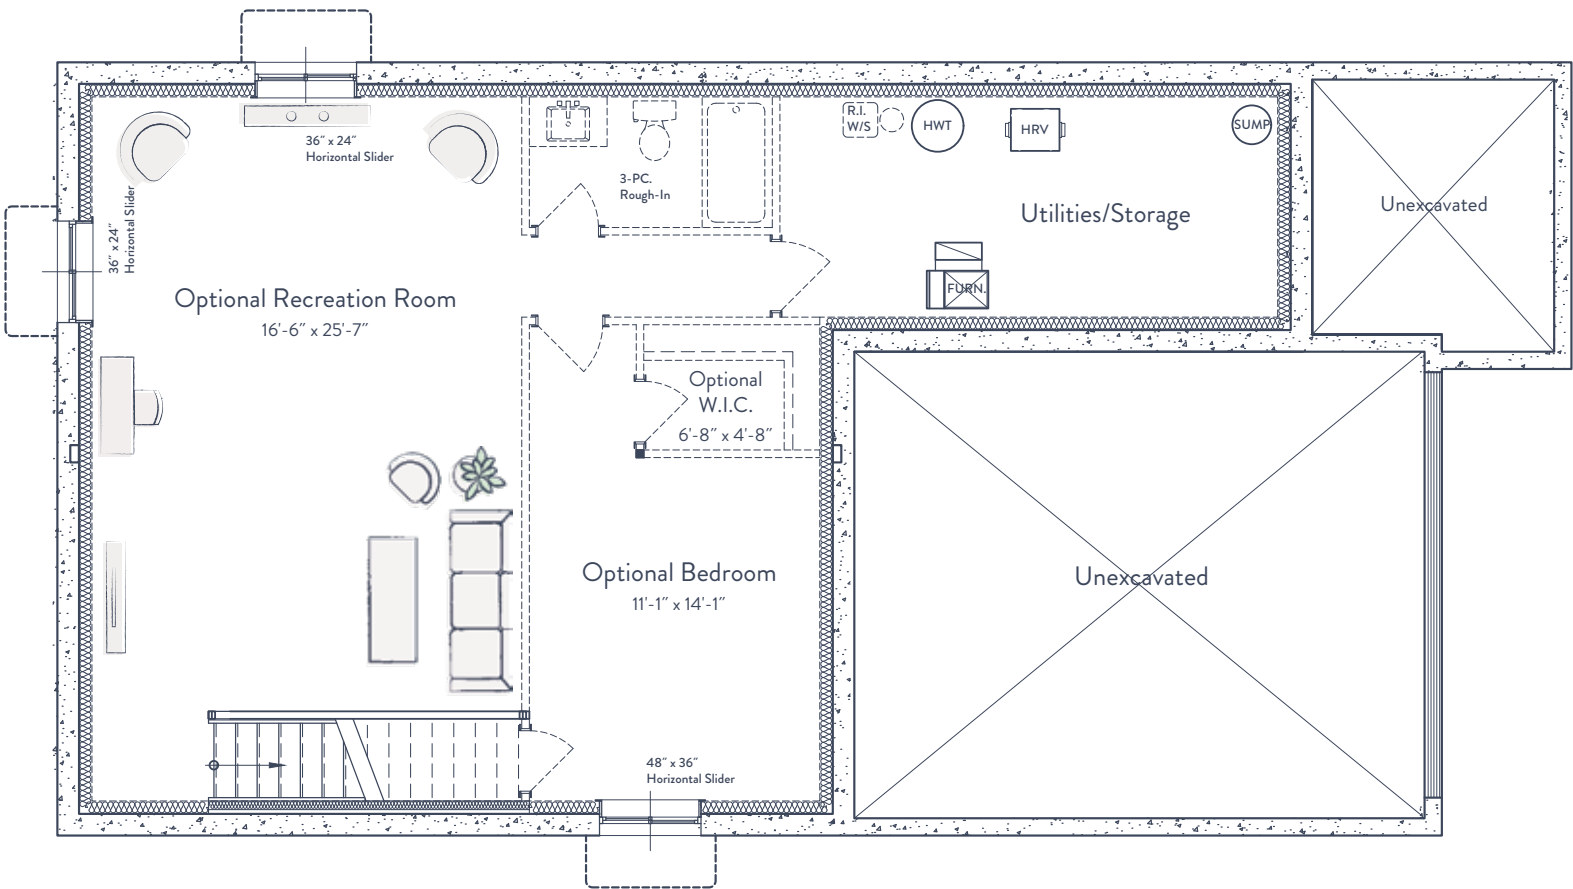 36″ x 24″
Horizontal Slider
36″ x 24″
Horizontal Slider
3-PC.
Rough-In
R.I.
W/S
HWT
HRV
SUMP
Utilities/Storage
Unexcavated
FURN.
Optional Recreation Room
16'-6″ x 25'-7″
Optional
W.I.C.
6'-8″ x 4'-8″
Optional Bedroom
11'-1″ x 14'-1″
Unexcavated
48″ x 36″
Horizontal Slider